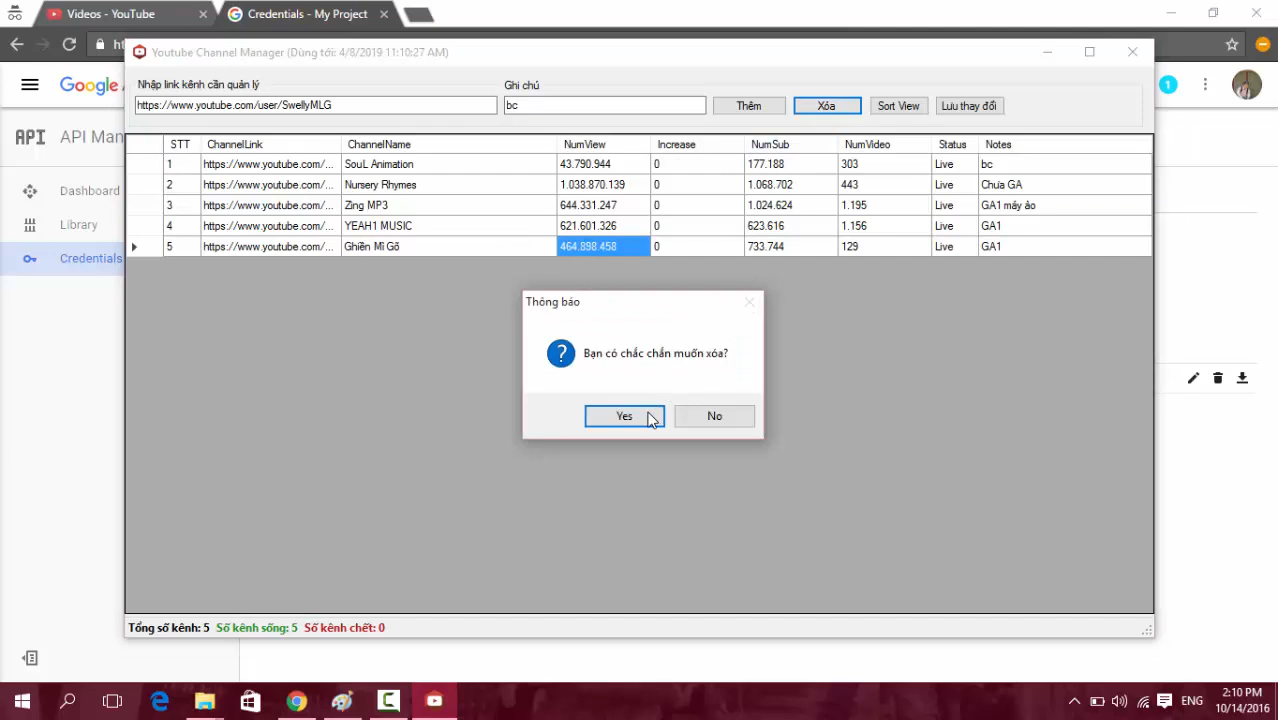 Videos - YouTube
Credentials - My Project
Youtube Channel Manager (Dùng tới: 4/8/2019 11:10:27 AM)
Google
1
Nhập link kênh cần quản lý
Ghi chú
https://www.youtube.com/user/SwellyMLG
bc
Thêm
Xóa
Sort View
Lưu thay đổi
API
API Man
STT ChannelLink ChannelName NumView Increase NumSub NumVideo Status Notes
1 https://www.youtube.com/... SouL Animation 43.790.944 0 177.188 303 Live bc
2 https://www.youtube.com/... Nursery Rhymes 1.038.870.139 0 1.068.702 443 Live Chưa GA
3 https://www.youtube.com/... Zing MP3 644.331.247 0 1.024.624 1.195 Live GA1 máy ảo
4 https://www.youtube.com/... YEAH1 MUSIC 621.601.326 0 623.616 1.156 Live GA1
5 https://www.youtube.com/... Ghiền Mì Gõ 464.898.458 0 733.744 129 Live GA1
Dashboard
Library
Credentials
Thông báo
Bạn có chắc chắn muốn xóa?
Yes
No
Tổng số kênh: 5 Số kênh sống: 5 Số kênh chết: 0
ENG
2:10 PM
10/14/2016